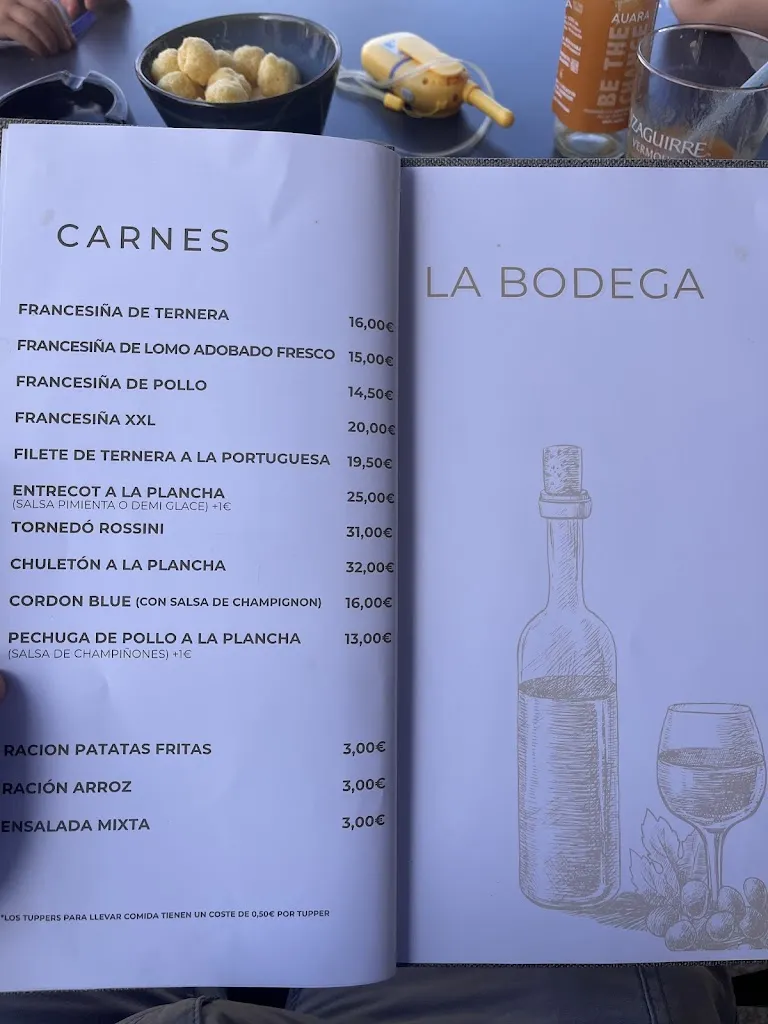 AUARA
BE THE
CHANGE
ZAGUIRRE
CARNES
FRANCESIÑA DE TERNERA 16,00€
FRANCESIÑA DE LOMO ADOBADO FRESCO 15,00€
FRANCESIÑA DE POLLO 14,50€
FRANCESIÑA XXL 20,00€
FILETE DE TERNERA A LA PORTUGUESA 19,50€
ENTRECOT A LA PLANCHA 25,00€
(SALSA PIMIENTA O DEMI GLACE) +1€
TORNEDÓ ROSSINI 31,00€
CHULETÓN A LA PLANCHA 32,00€
CORDON BLUE (CON SALSA DE CHAMPIGNON) 16,00€
PECHUGA DE POLLO A LA PLANCHA 13,00€
(SALSA DE CHAMPIÑONES) +1€
RACION PATATAS FRITAS 3,00€
RACIÓN ARROZ 3,00€
ENSALADA MIXTA 3,00€
*LOS TUPPERS PARA LLEVAR COMIDA TIENEN UN COSTE DE 0,50€ POR TUPPER
LA BODEGA